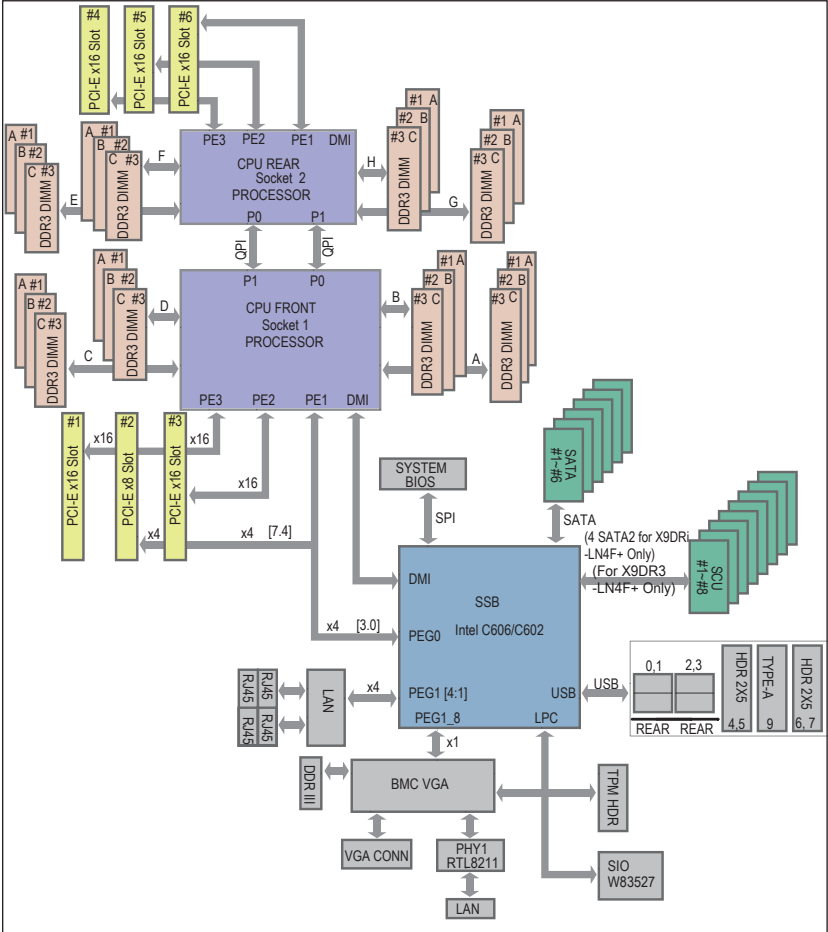 #4
PCI-E x16 Slot
#5
PCI-E x16 Slot
#6
PCI-E x16 Slot
A #1
B #2
C #3
DDR3 DIMM
E
A #1
B #2
C #3
DDR3 DIMM
F
PE3
PE2
PE1
DMI
CPU REAR
Socket 2
PROCESSOR
P0
P1
H
#1 A
#2 B
#3 C
DDR3 DIMM
G
#1 A
#2 B
#3 C
DDR3 DIMM
QPI
QPI
A #1
B #2
C #3
DDR3 DIMM
C
A #1
B #2
C #3
DDR3 DIMM
D
P1
P0
CPU FRONT
Socket 1
PROCESSOR
PE3
PE2
PE1
DMI
B
#1 A
#2 B
#3 C
DDR3 DIMM
A
#1 A
#2 B
#3 C
DDR3 DIMM
#1
PCI-E x16 Slot
#2
PCI-E x8 Slot
#3
PCI-E x16 Slot
x16
x16
x16
x4
x4 [7.4]
x4 [3.0]
SYSTEM
BIOS
SPI
SATA
#1~#6
SATA
(4 SATA2 for X9DRi
-LN4F+ Only)
(For X9DR3
-LN4F+ Only)
SCU
#1~#8
DMI
SSB
Intel C606/C602
PEG0
PEG1 [4:1]
USB
PEG1_8
LPC
USB
0,1
2,3
REAR
REAR
HDR 2X5
4,5
TYPE-A
9
HDR 2X5
6, 7
RJ45
RJ45
RJ45
RJ45
LAN
x4
x1
DDR III
BMC VGA
TPM HDR
VGA CONN
PHY1
RTL8211
LAN
SIO
W83527